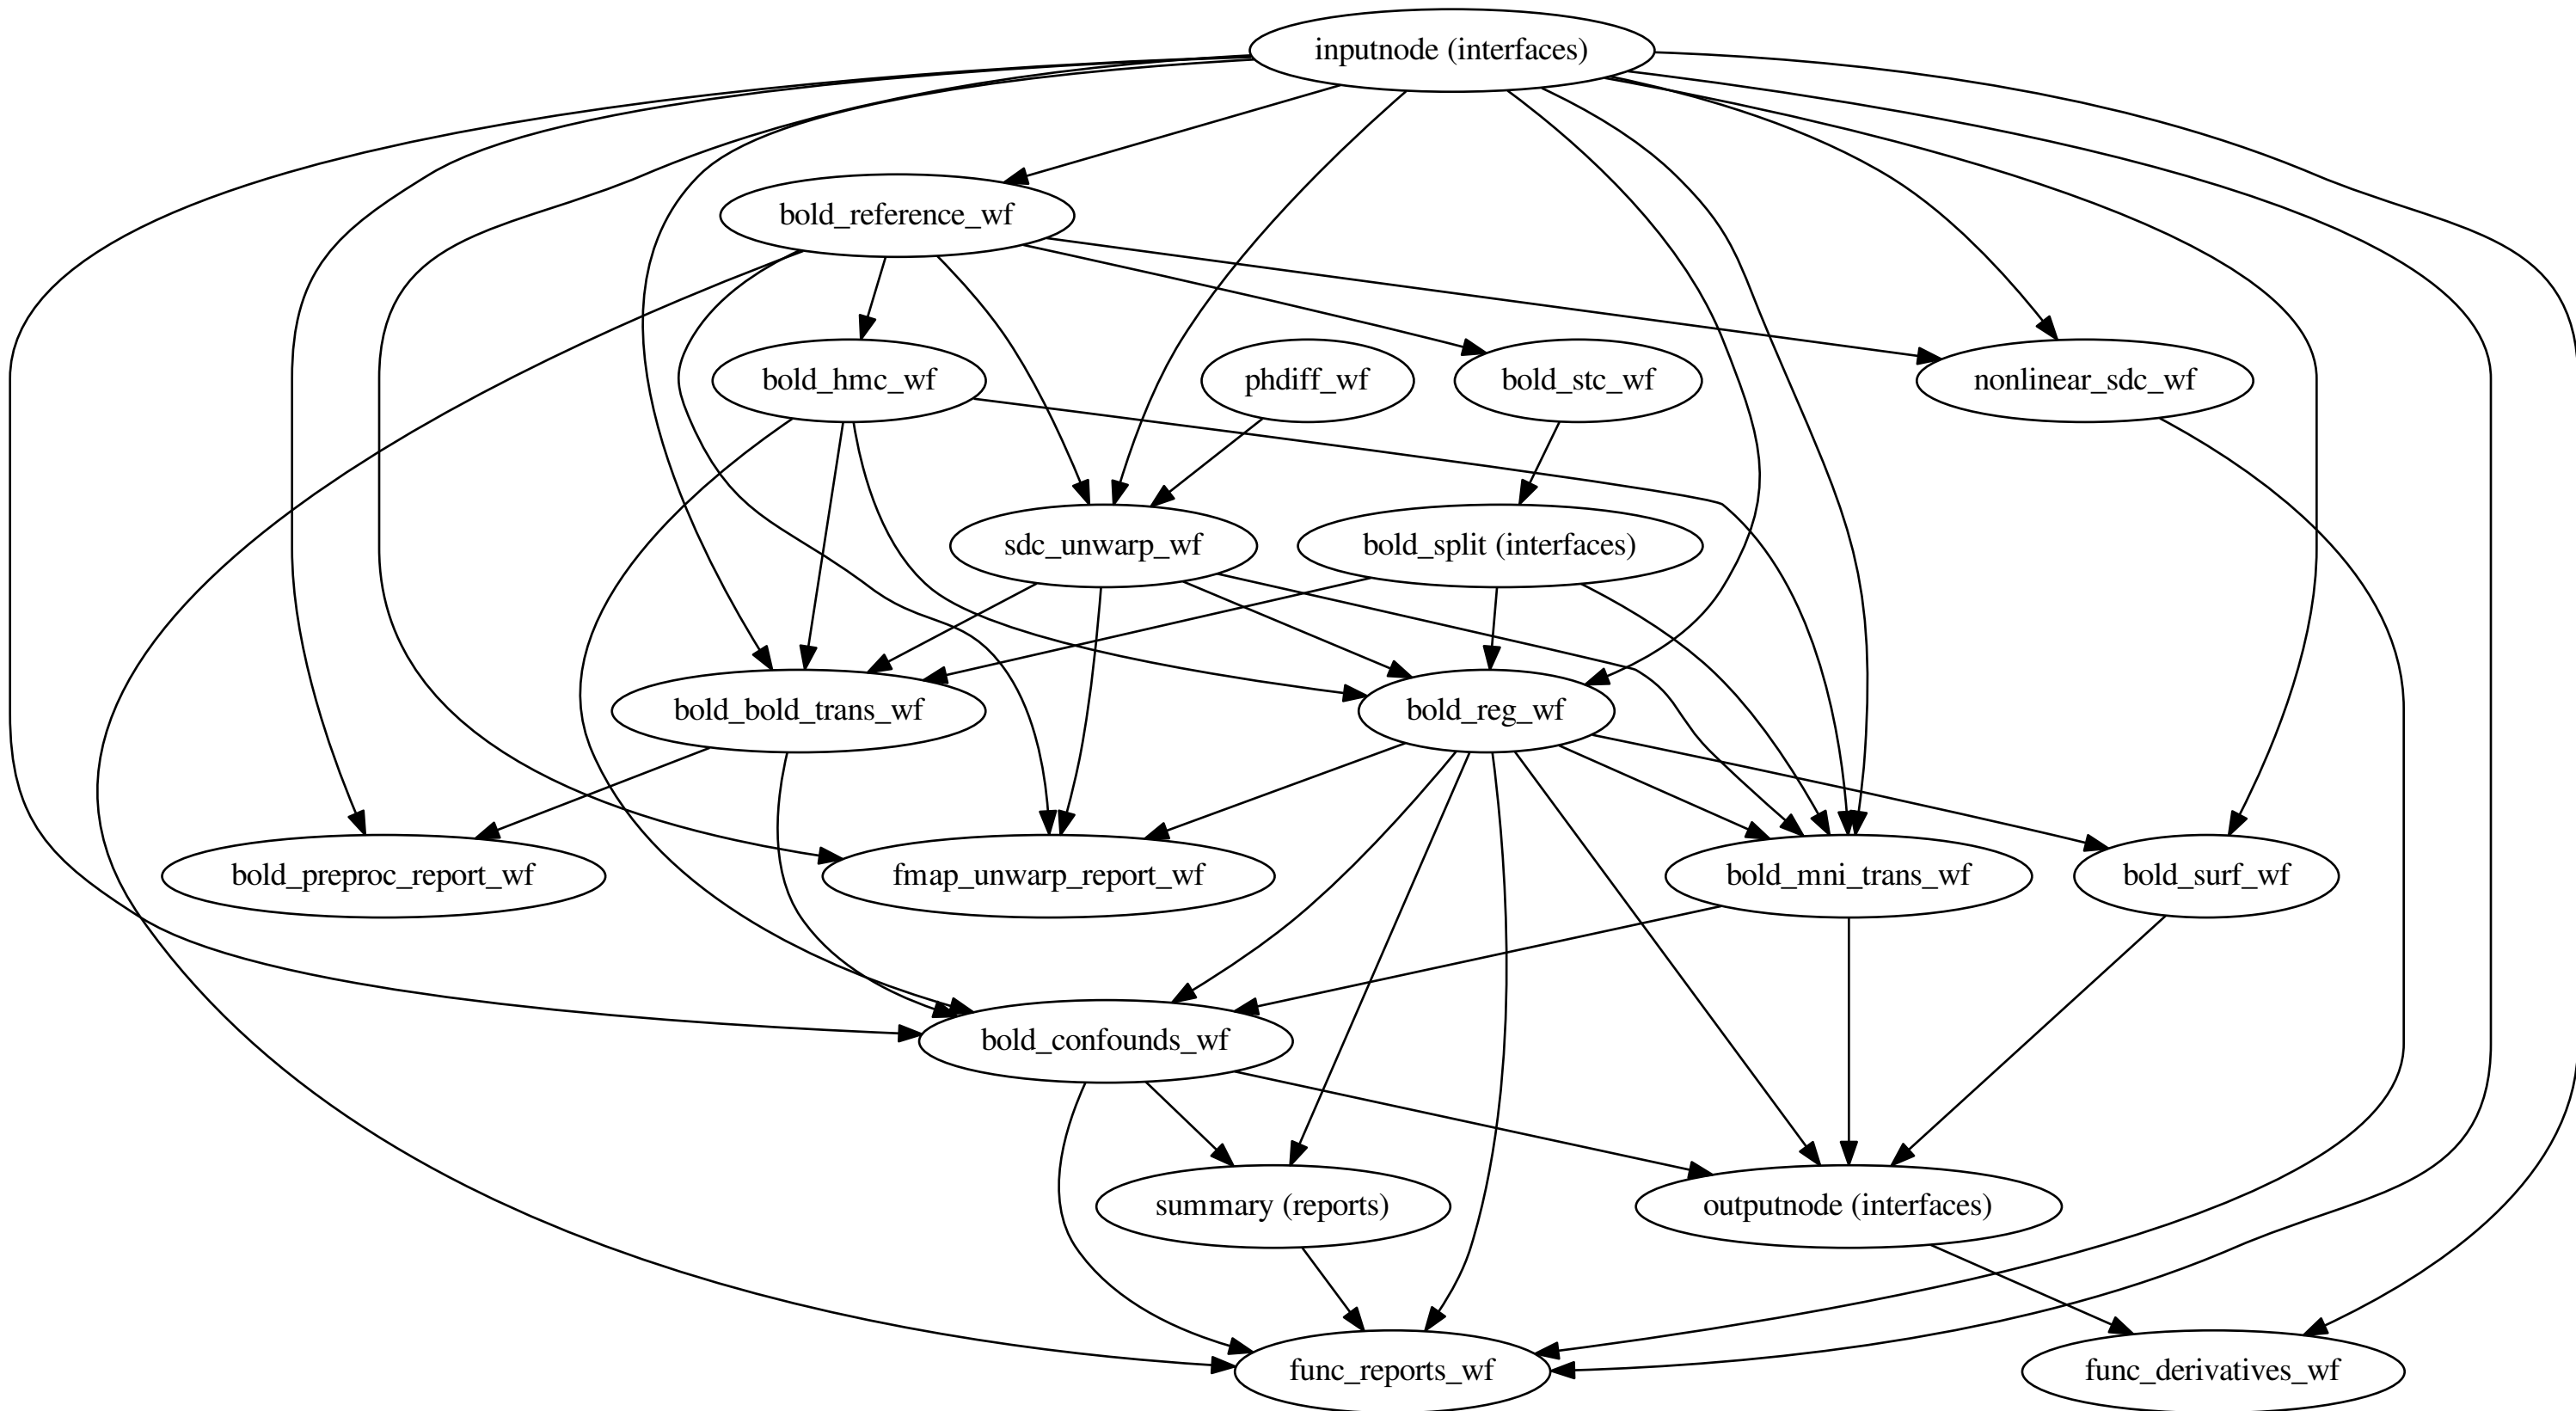 inputnode (interfaces)
bold_reference_wf
bold_hmc_wf
phdiff_wf
bold_stc_wf
nonlinear_sdc_wf
sdc_unwarp_wf
bold_split (interfaces)
bold_bold_trans_wf
bold_reg_wf
bold_preproc_report_wf
fmap_unwarp_report_wf
bold_mni_trans_wf
bold_surf_wf
bold_confounds_wf
summary (reports)
outputnode (interfaces)
func_reports_wf
func_derivatives_wf